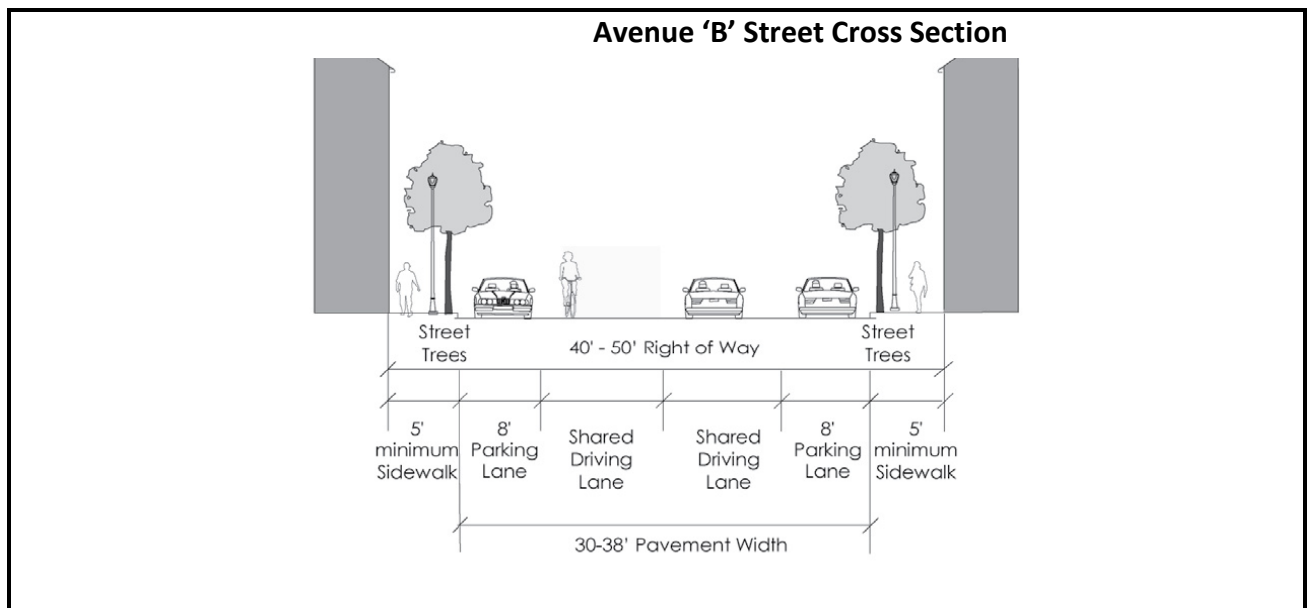 Avenue ‘B’ Street Cross Section
Street
Trees
40' - 50' Right of Way
Street
Trees
5'
minimum
Sidewalk
8'
Parking
Lane
Shared
Driving
Lane
Shared
Driving
Lane
8'
Parking
Lane
5'
minimum
Sidewalk
30-38' Pavement Width